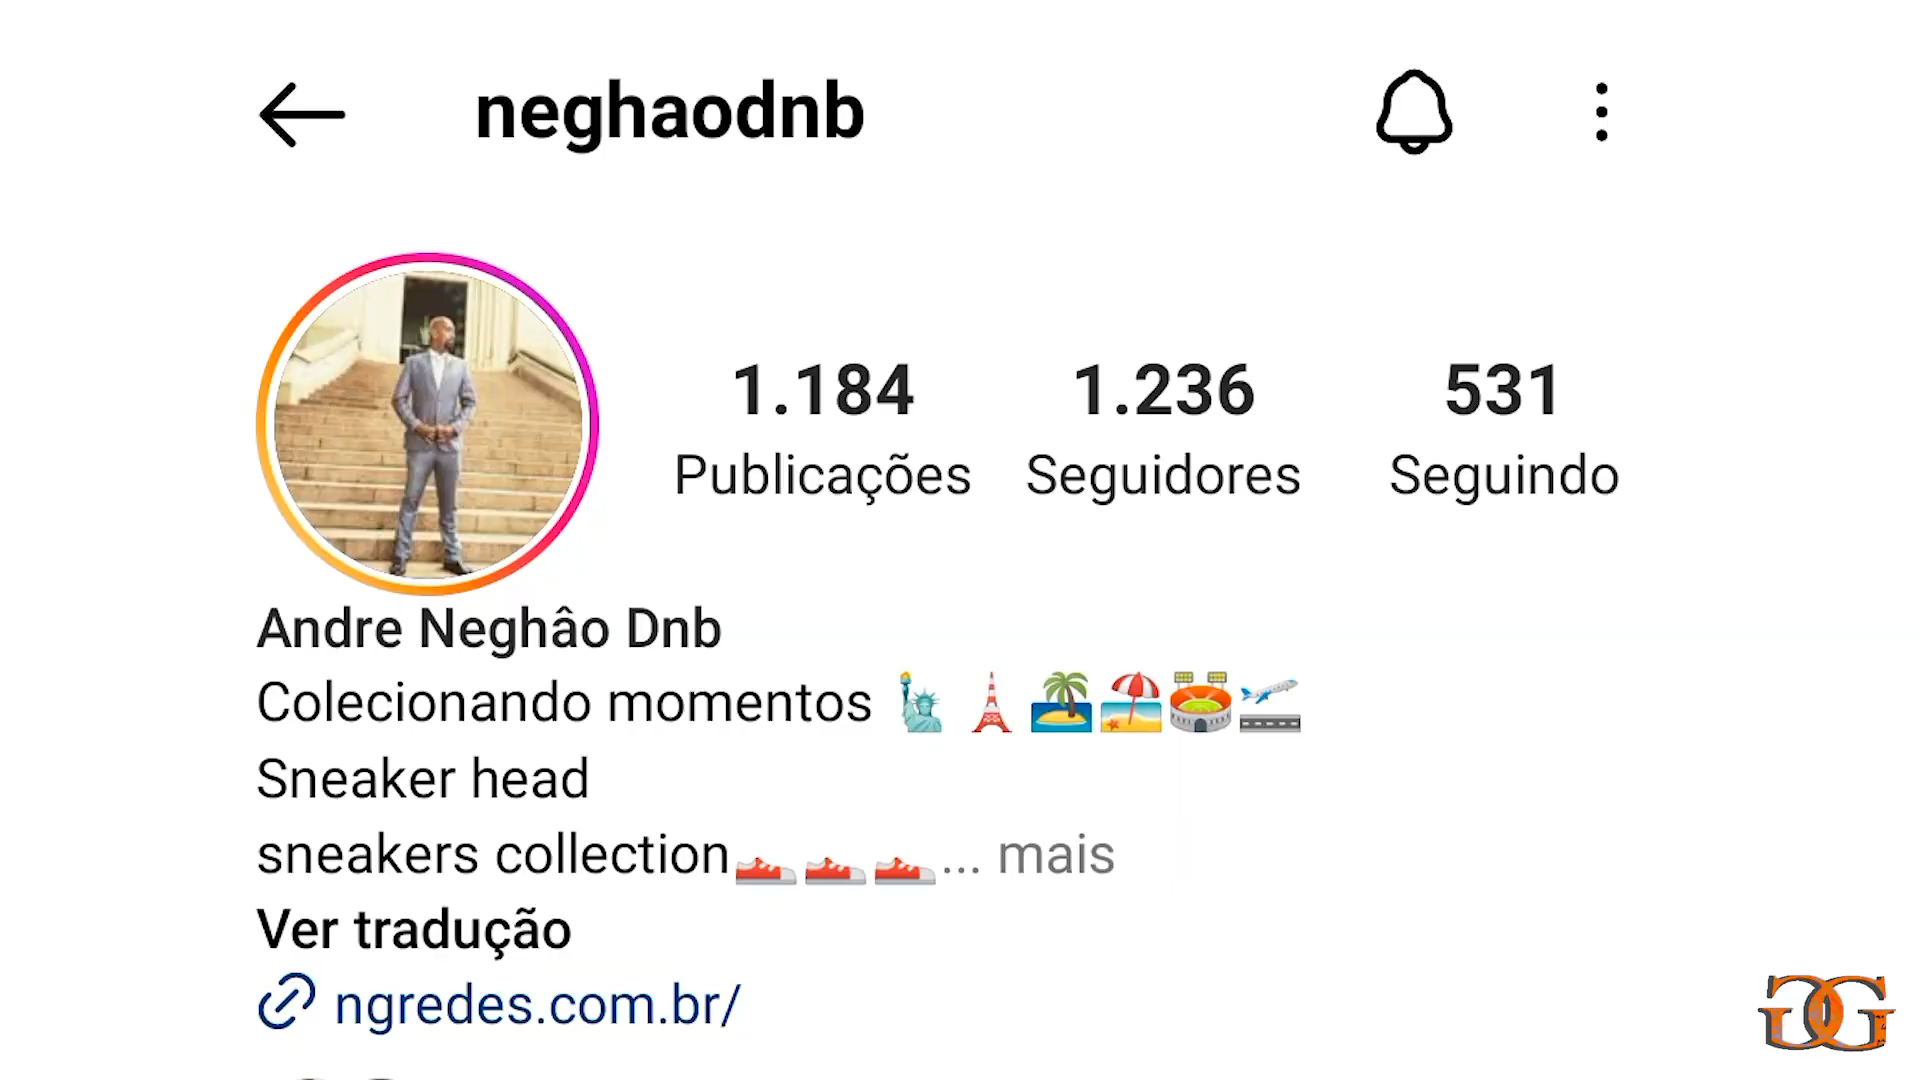 neghaodnb
1.184 1.236 531
Publicações Seguidores Seguindo
Andre Neghâo Dnb
Colecionando momentos 🗽 🗼 🏝️⛱️🏟️🛫
Sneaker head
sneakers collection👟👟👟... mais
Ver tradução
ngredes.com.br/
GG